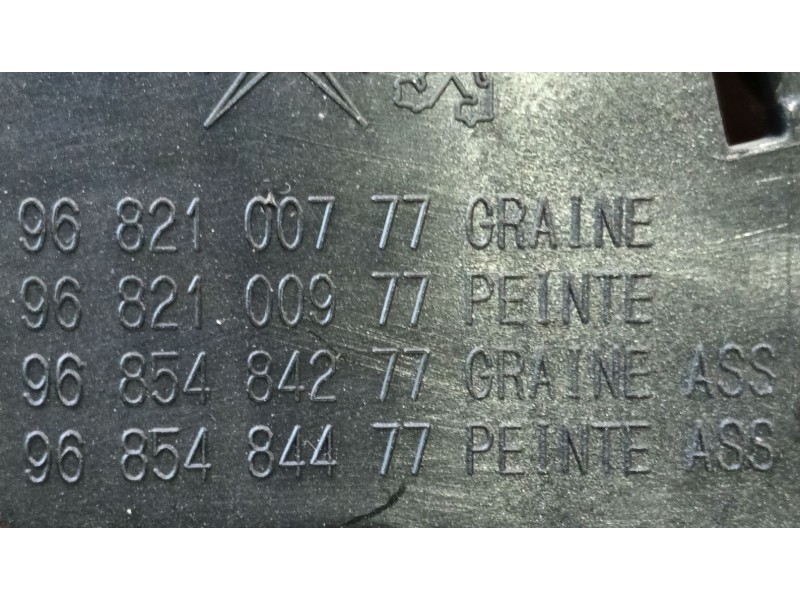 96 821 007 77 GRAINE
96 821 009 77 PEINTE
96 854 842 77 GRAINE ASS
96 854 844 77 PEINTE ASS